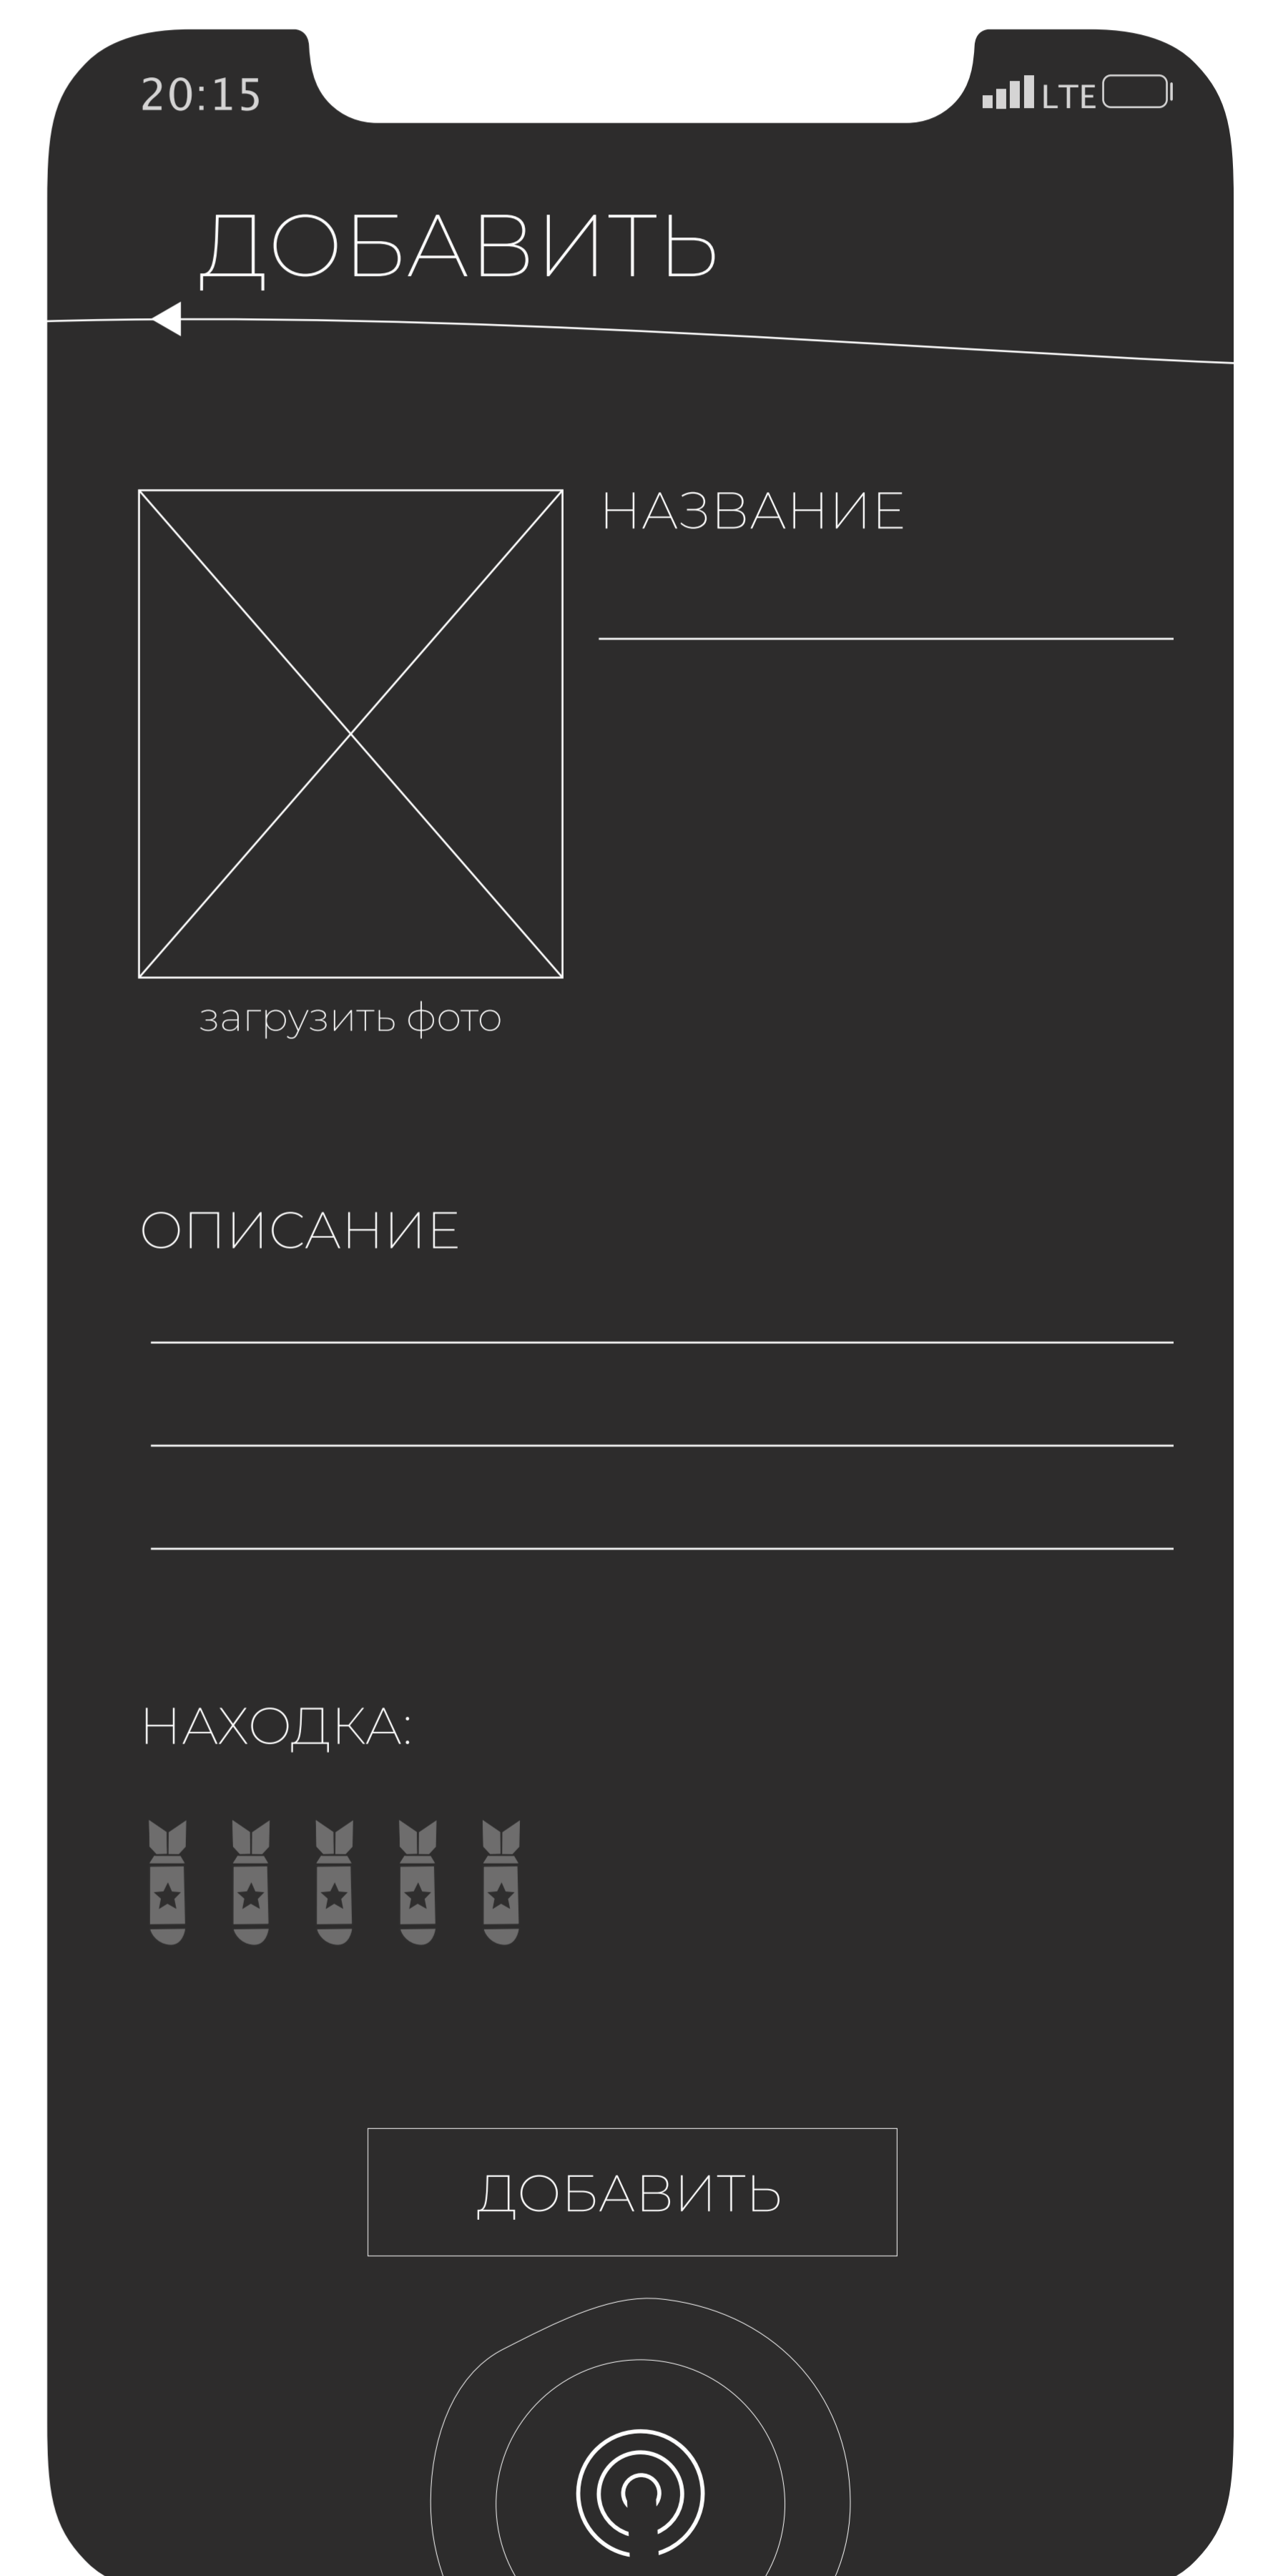 20:15
LTE
ДОБАВИТЬ
НАЗВАНИЕ
загрузить фото
ОПИСАНИЕ
НАХОДКА:
ДОБАВИТЬ